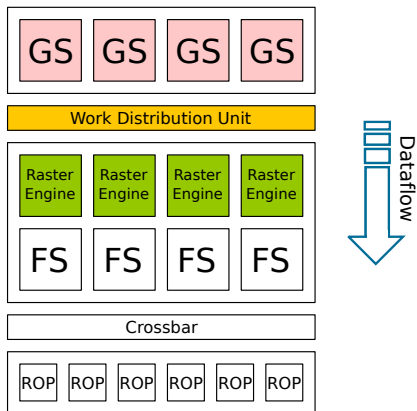 GS GS GS GS
Work Distribution Unit
Raster Raster Raster Raster
Engine Engine Engine Engine
FS FS FS FS
Crossbar
ROP ROP ROP ROP ROP ROP
Dataflow